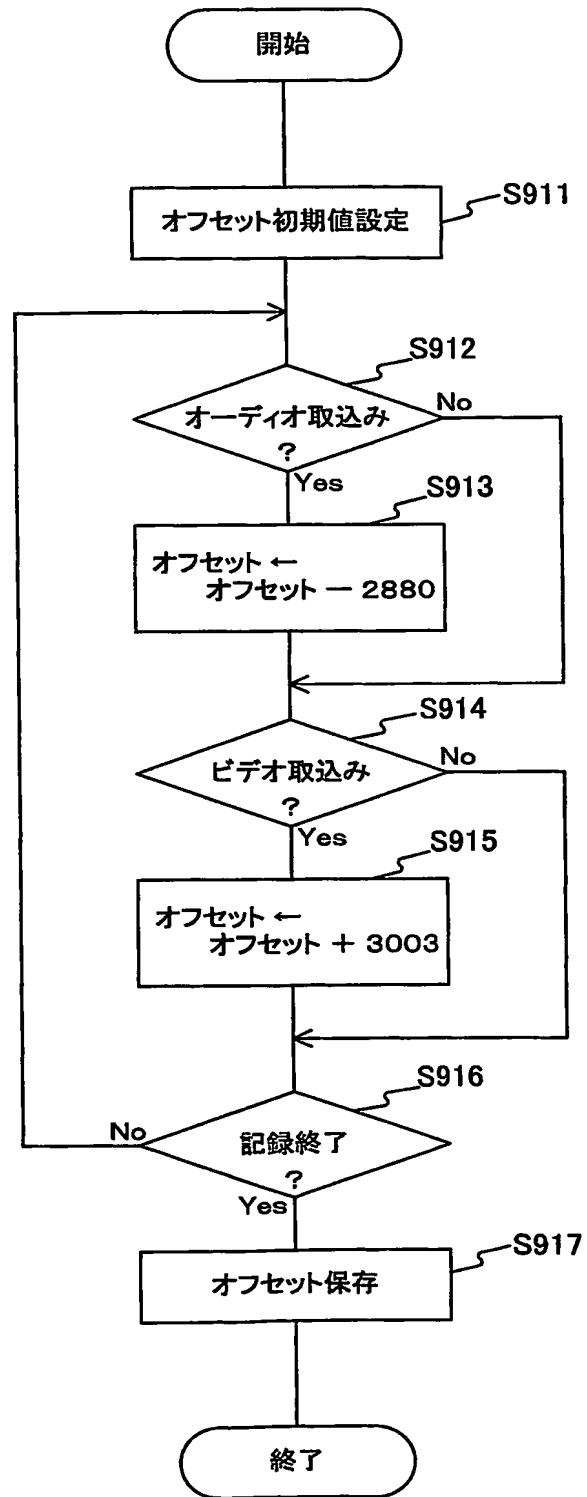 開始
S911
オフセット初期値設定
S912
オーディオ取込み
?
No
Yes
S913
オフセット ←
オフセット − 2880
S914
ビデオ取込み
?
No
Yes
S915
オフセット ←
オフセット + 3003
S916
記録終了
?
No
Yes
S917
オフセット保存
終了